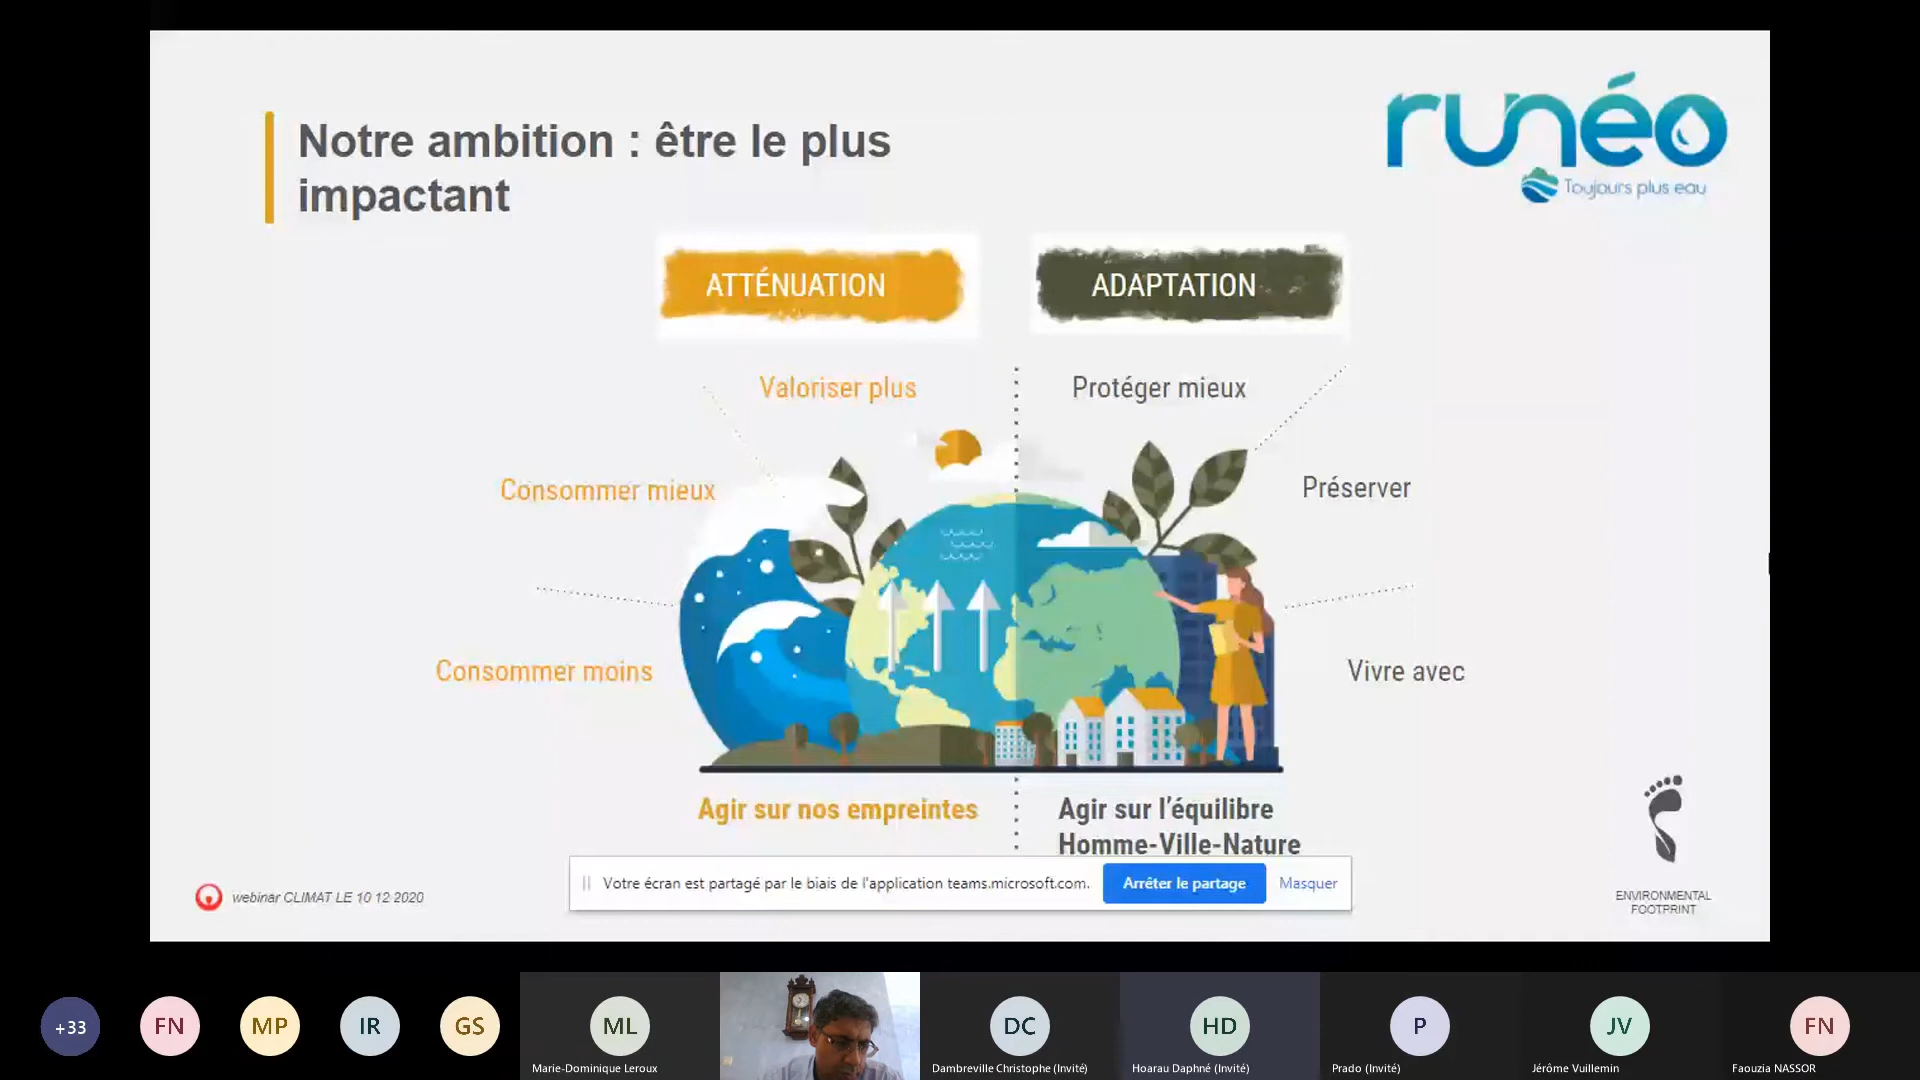 Notre ambition : être le plus
impactant
runéo
Toujours plus eau
ATTÉNUATION
ADAPTATION
Valoriser plus
Protéger mieux
Consommer mieux
Préserver
Consommer moins
Vivre avec
Agir sur nos empreintes
Agir sur l'équilibre
Homme-Ville-Nature
Votre écran est partagé par le biais de l'application teams.microsoft.com.
Arrêter le partage
Masquer
webinar CLIMAT LE 10 12 2020
ENVIRONMENTAL
FOOTPRINT
+33
FN
MP
IR
GS
ML
DC
HD
P
JV
FN
Marie-Dominique Leroux
Dambreville Christophe (Invité)
Hoarau Daphné (Invité)
Prado (Invité)
Jérôme Vuillemin
Faouzia NASSOR